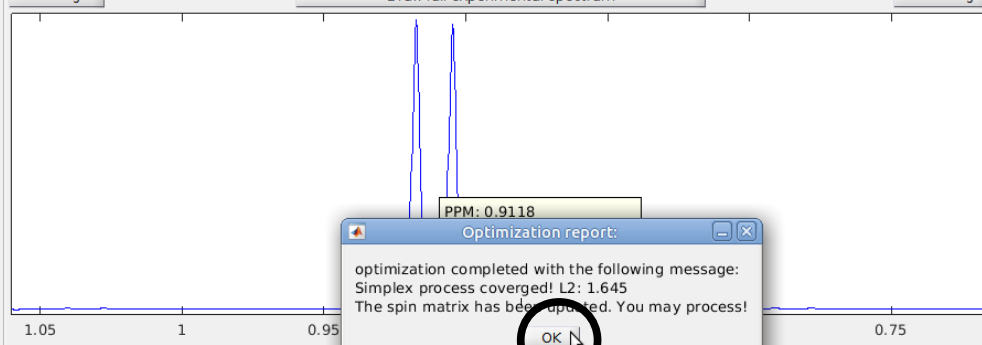 PPM: 0.9118
Optimization report:
optimization completed with the following message:
Simplex process coverged! L2: 1.645
The spin matrix has been updated. You may process!
OK
1.05
1
0.95
0.75